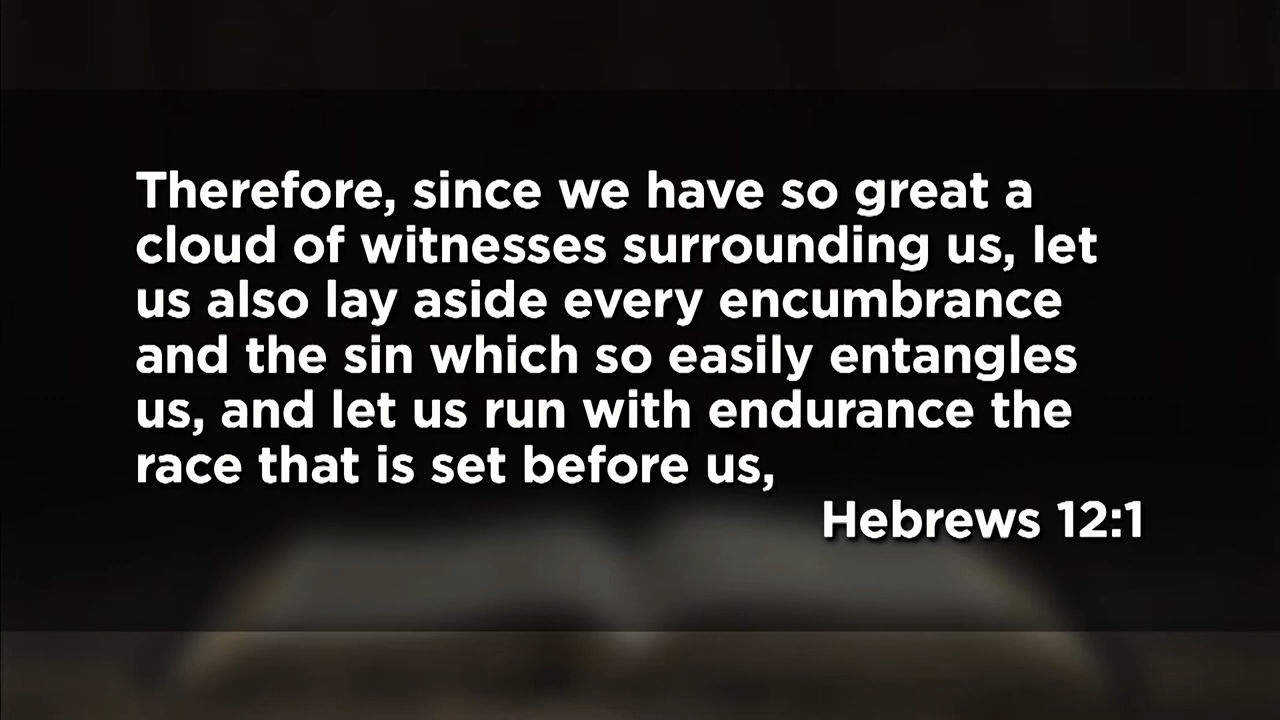 Therefore, since we have so great a
cloud of witnesses surrounding us, let
us also lay aside every encumbrance
and the sin which so easily entangles
us, and let us run with endurance the
race that is set before us,
Hebrews 12:1